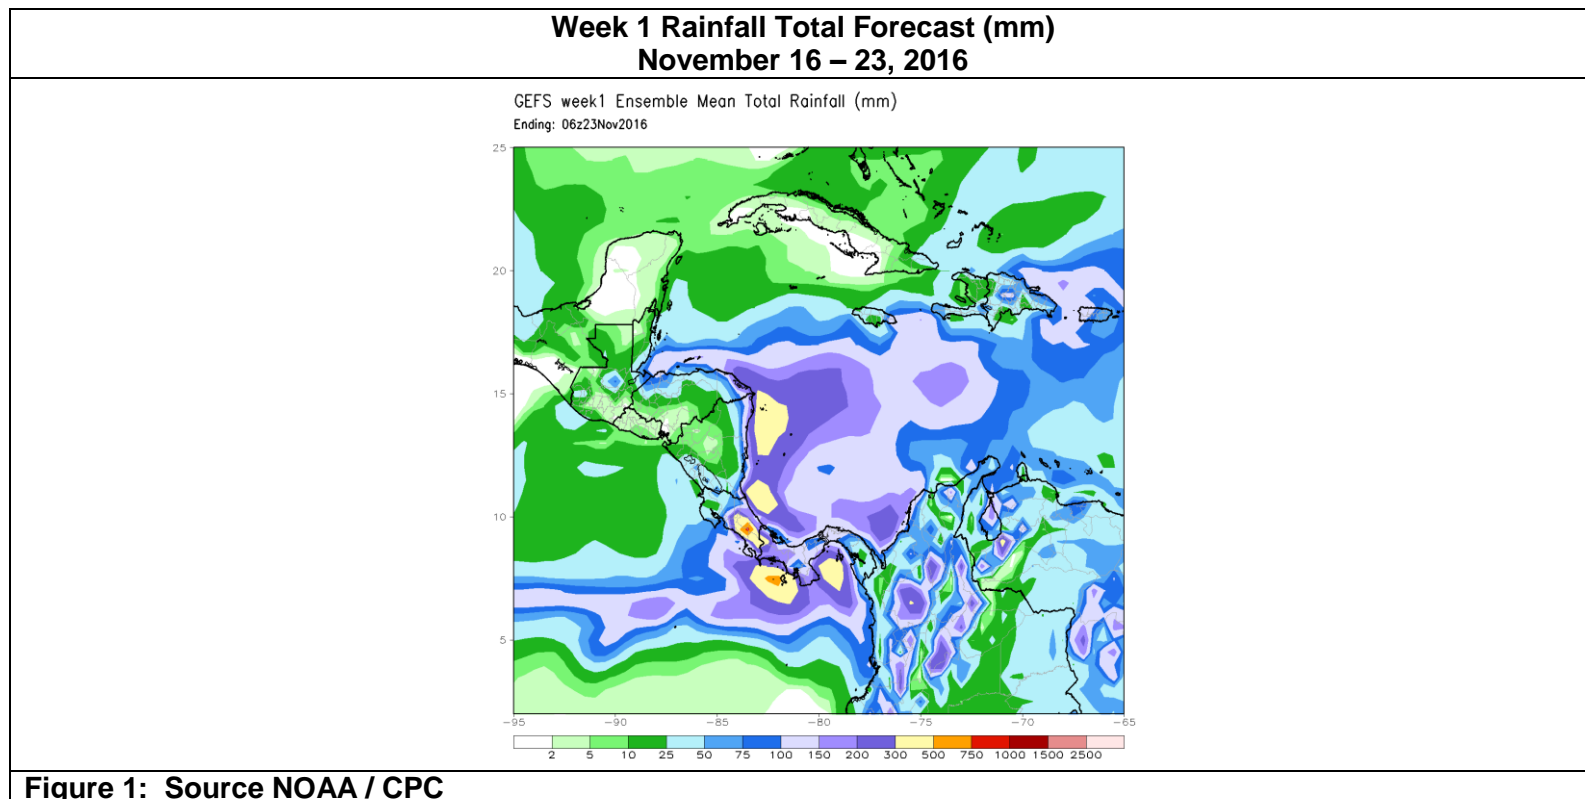 Week 1 Rainfall Total Forecast (mm)
November 16 – 23, 2016
GEFS week1 Ensemble Mean Total Rainfall (mm)
Ending: 06z23Nov2016
25
20
15
10
5
-95 -90 -85 -80 -75 -70 -65
2 5 10 25 50 75 100 150 200 300 500 750 1000 1500 2500
Figure 1: Source NOAA / CPC